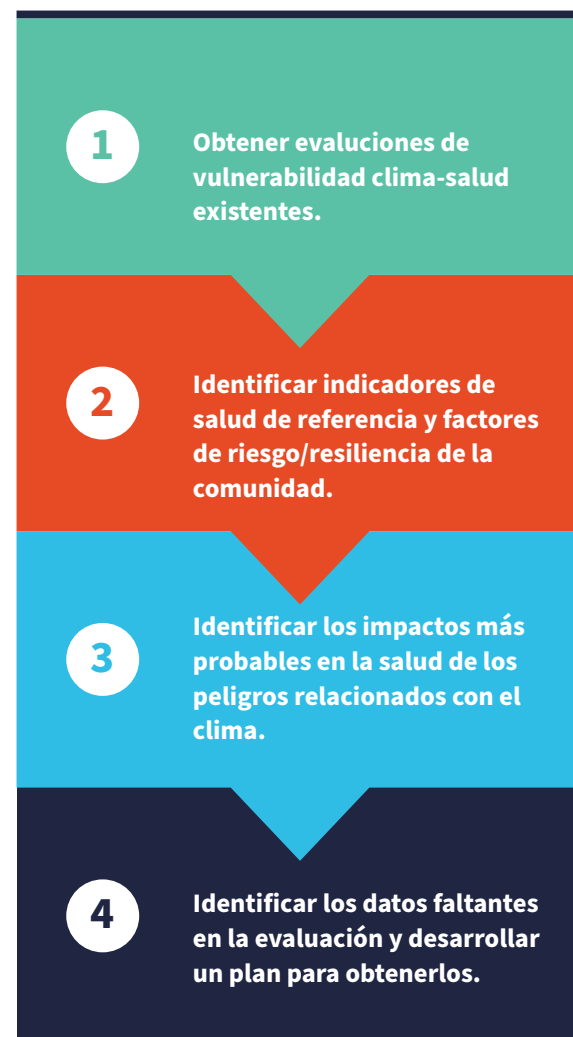 1
Obtener evaluciones de
vulnerabilidad clima-salud
existentes.
2
Identificar indicadores de
salud de referencia y factores
de riesgo/resiliencia de la
comunidad.
3
Identificar los impactos más
probables en la salud de los
peligros relacionados con el
clima.
4
Identificar los datos faltantes
en la evaluación y desarrollar
un plan para obtenerlos.